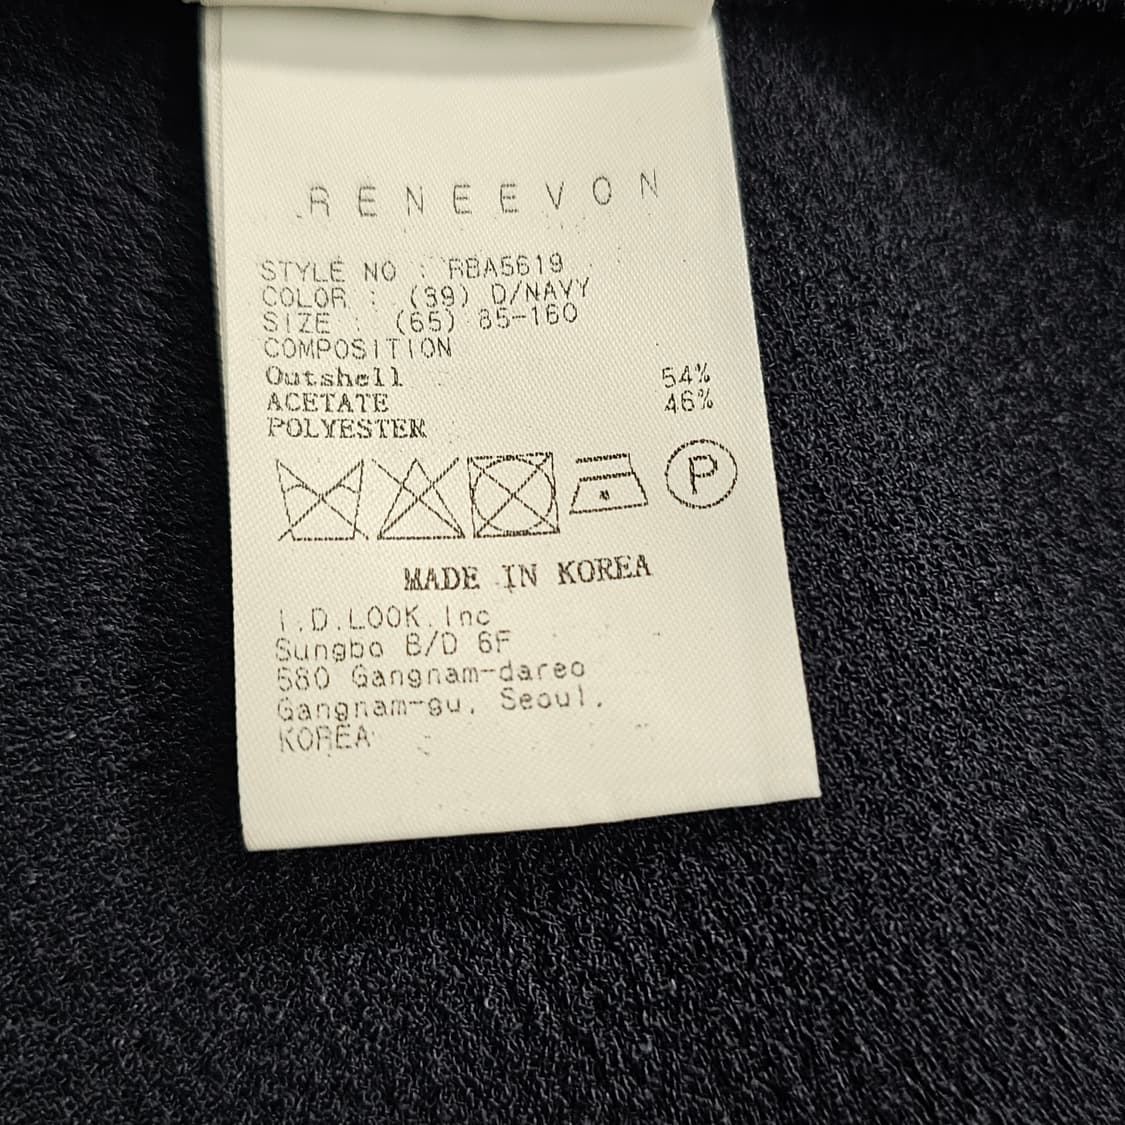 RENEEVON
STYLE NO : RBA5619
COLOR : (39) D/NAVY
SIZE : (65) 85-160
COMPOSITION
Outshell 54%
ACETATE 46%
POLYESTER
P
MADE IN KOREA
I.D.LOOK.Inc
Sungbo B/D 6F
580 Gangnam-dareo
Gangnam-gu, Seoul,
KOREA